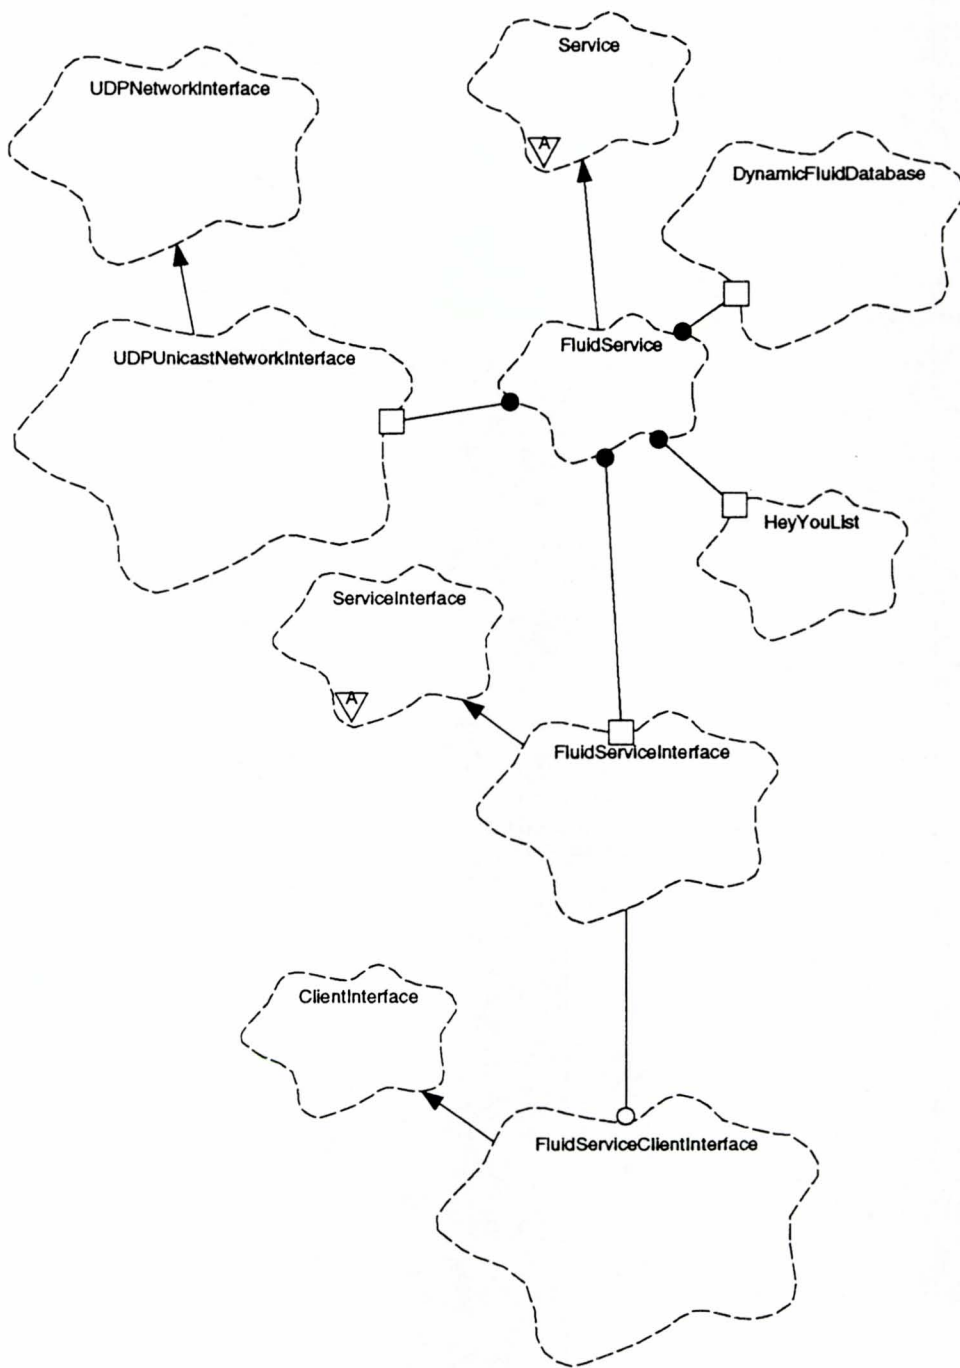 Service
UDPNetworkInterface
A
DynamicFluidDatabase
FluidService
UDPUnicastNetworkInterface
HeyYouList
ServiceInterface
A
FluidServiceInterface
ClientInterface
FluidServiceClientInterface